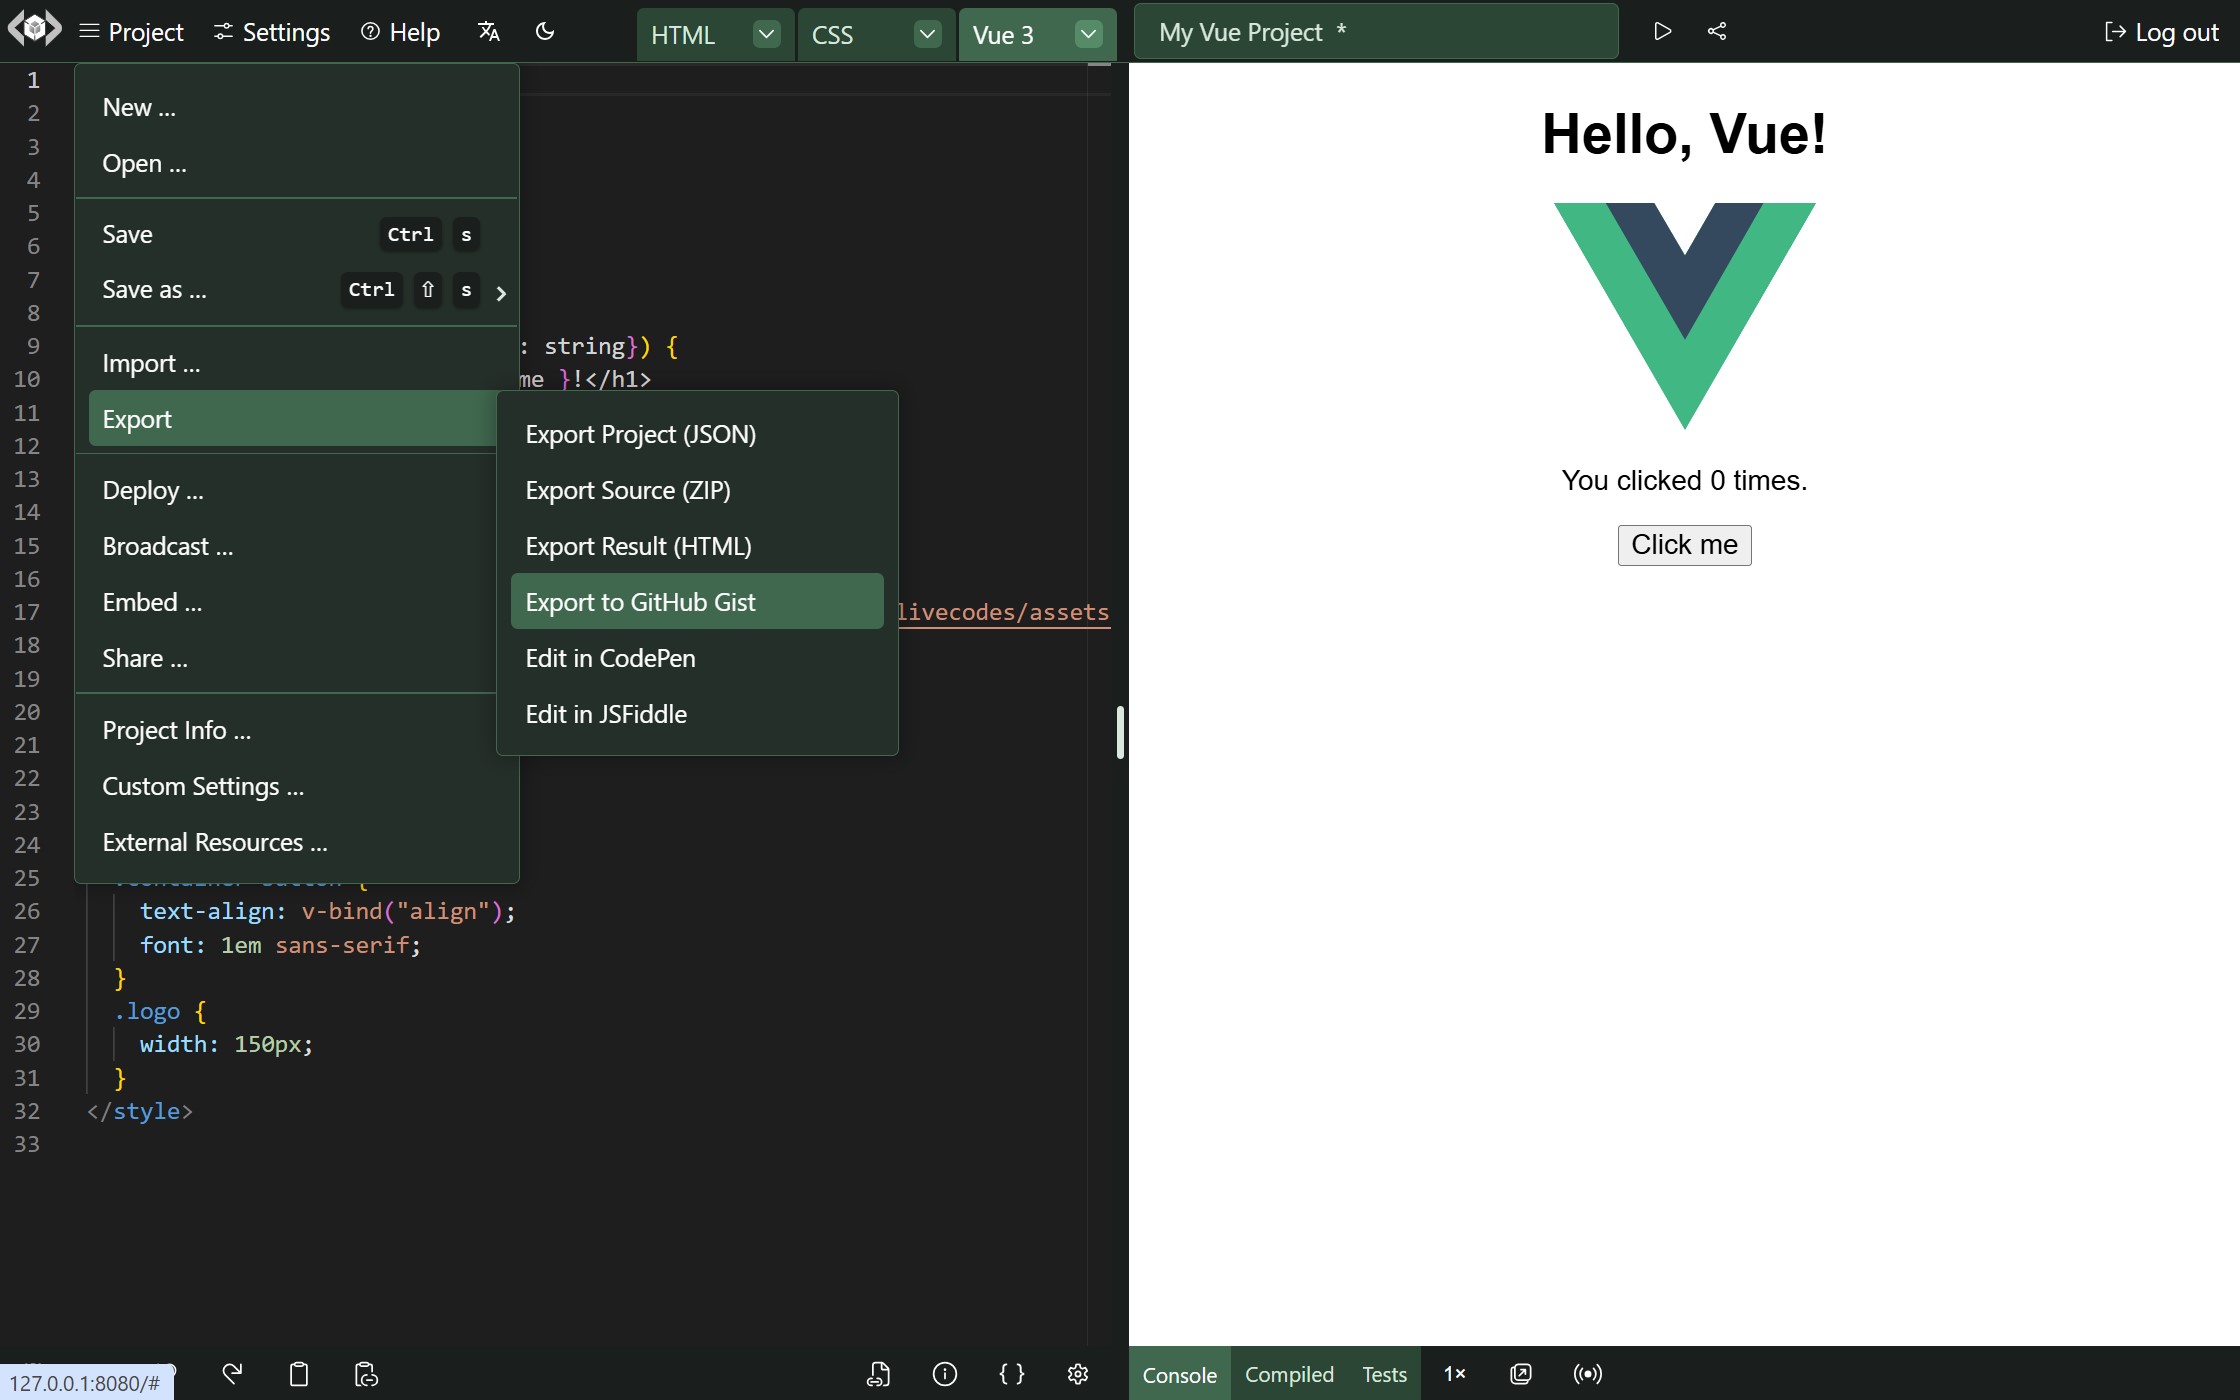 Project Settings Help HTML CSS Vue 3 My Vue Project * Log out
New ...
Open ...
Save Ctrl s
Save as ... Ctrl ⇧ s
Import ...
Export
Deploy ...
Broadcast ...
Embed ...
Share ...
Project Info ...
Custom Settings ...
External Resources ...
Export Project (JSON)
Export Source (ZIP)
Export Result (HTML)
Export to GitHub Gist
Edit in CodePen
Edit in JSFiddle
1
2
3
4
5
6
7
8
9 : string}) {
10 me }!</h1>
11
12
13
14
15
16
17 livecodes/assets
18
19
20
21
22
23
24
25
26 text-align: v-bind("align");
27 font: 1em sans-serif;
28 }
29 .logo {
30 width: 150px;
31 }
32 </style>
33
Hello, Vue!
You clicked 0 times.
Click me
127.0.0.1:8080/#
Console Compiled Tests 1×